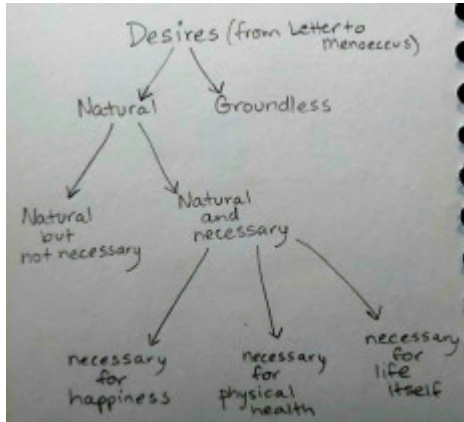 Desires (from Letter to
Menoeceus)
Natural
Groundless
Natural
but
not necessary
Natural
and
necessary
necessary
for
happiness
necessary
for
physical
health
necessary
for
life
itself